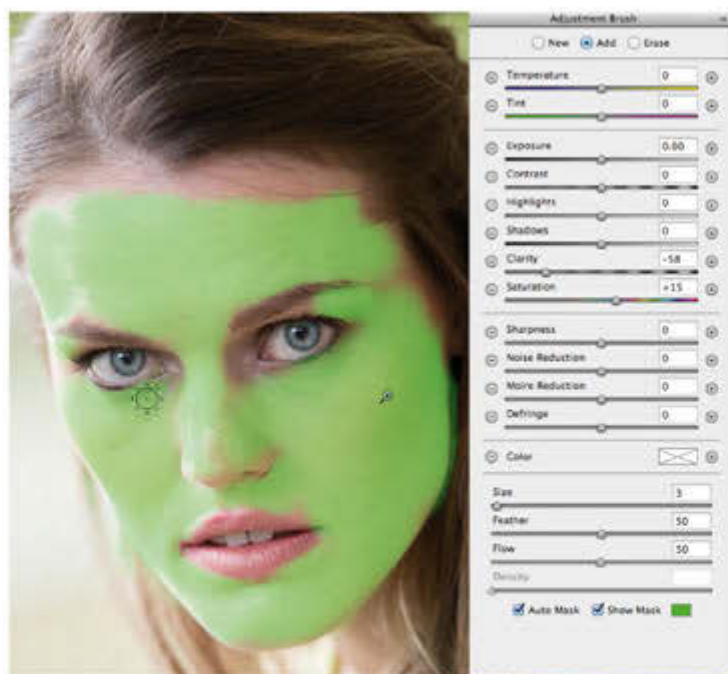 Adjustment Brush
New Add Erase
Temperature 0
Tint 0
Exposure 0.00
Contrast 0
Highlights 0
Shadows 0
Clarity -58
Saturation +15
Sharpness 0
Noise Reduction 0
Moire Reduction 0
Defringe 0
Color
Size 3
Feather 50
Flow 50
Density
Auto Mask Show Mask